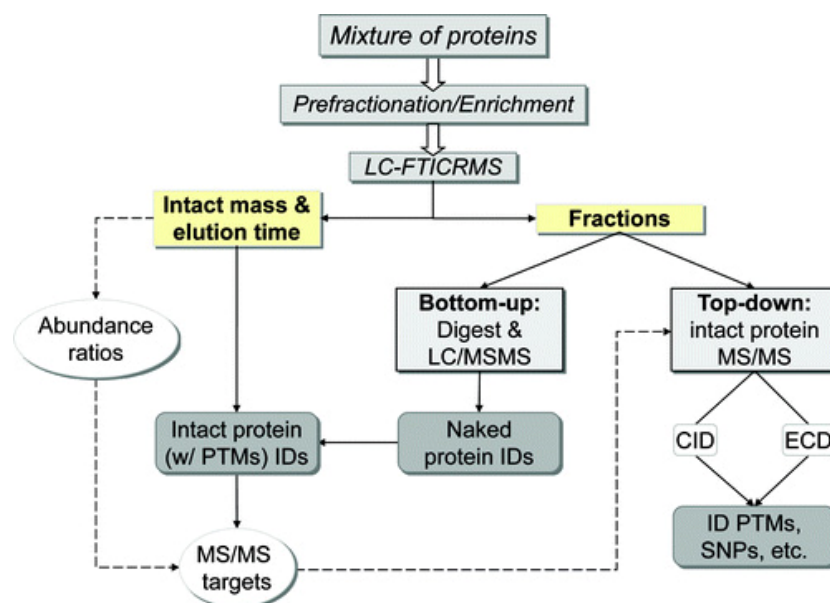 Mixture of proteins
Prefractionation/Enrichment
LC-FTICRMS
Intact mass &
elution time
Fractions
Abundance
ratios
Bottom-up:
Digest &
LC/MSMS
Top-down:
intact protein
MS/MS
Intact protein
(w/ PTMs) IDs
Naked
protein IDs
CID
ECD
MS/MS
targets
ID PTMs,
SNPs, etc.